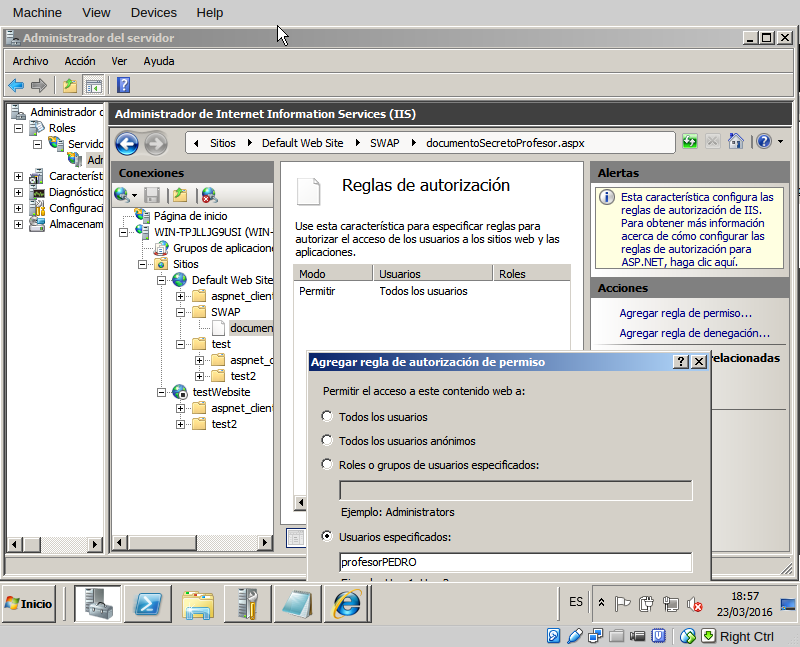 Machine View Devices Help
Administrador del servidor
Archivo Acción Ver Ayuda
Administrador d
Roles
Servido
Adr
Característ
Diagnóstico
Configuraci
Almacenam
Administrador de Internet Information Services (IIS)
Sitios Default Web Site SWAP documentoSecretoProfesor.aspx
Conexiones
Página de inicio
WIN-TPJLLJG9USI (WIN-
Grupos de aplicacione
Sitios
Default Web Site
aspnet_client
SWAP
documen
test
aspnet_c
test2
testWebsite
aspnet_client
test2
Reglas de autorización
Use esta característica para especificar reglas para
autorizar el acceso de los usuarios a los sitios web y las
aplicaciones.
Modo Usuarios Roles
Permitir Todos los usuarios
Alertas
Esta característica configura las
reglas de autorización de IIS.
Para obtener más información
acerca de cómo configurar las
reglas de autorización para
ASP.NET, haga clic aquí.
Acciones
Agregar regla de permiso...
Agregar regla de denegación...
relacionadas
Agregar regla de autorización de permiso
Permitir el acceso a este contenido web a:
Todos los usuarios
Todos los usuarios anónimos
Roles o grupos de usuarios especificados:
Ejemplo: Administrators
Usuarios especificados:
profesorPEDRO
Inicio
ES
18:57
23/03/2016
Right Ctrl